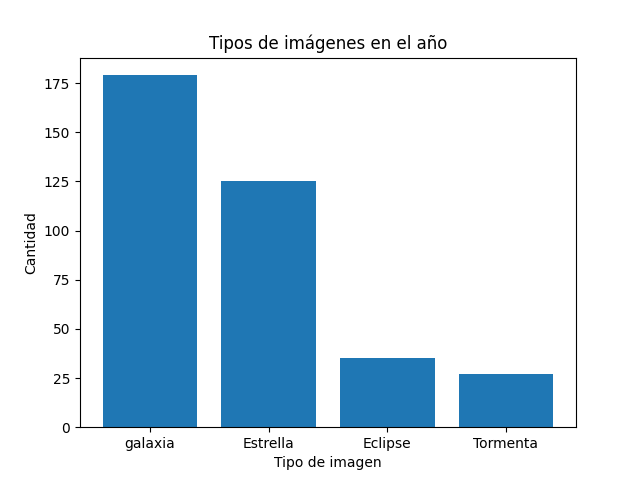 Tipos de imágenes en el año
Cantidad
175
150
125
100
75
50
25
0
galaxia Estrella Eclipse Tormenta
Tipo de imagen